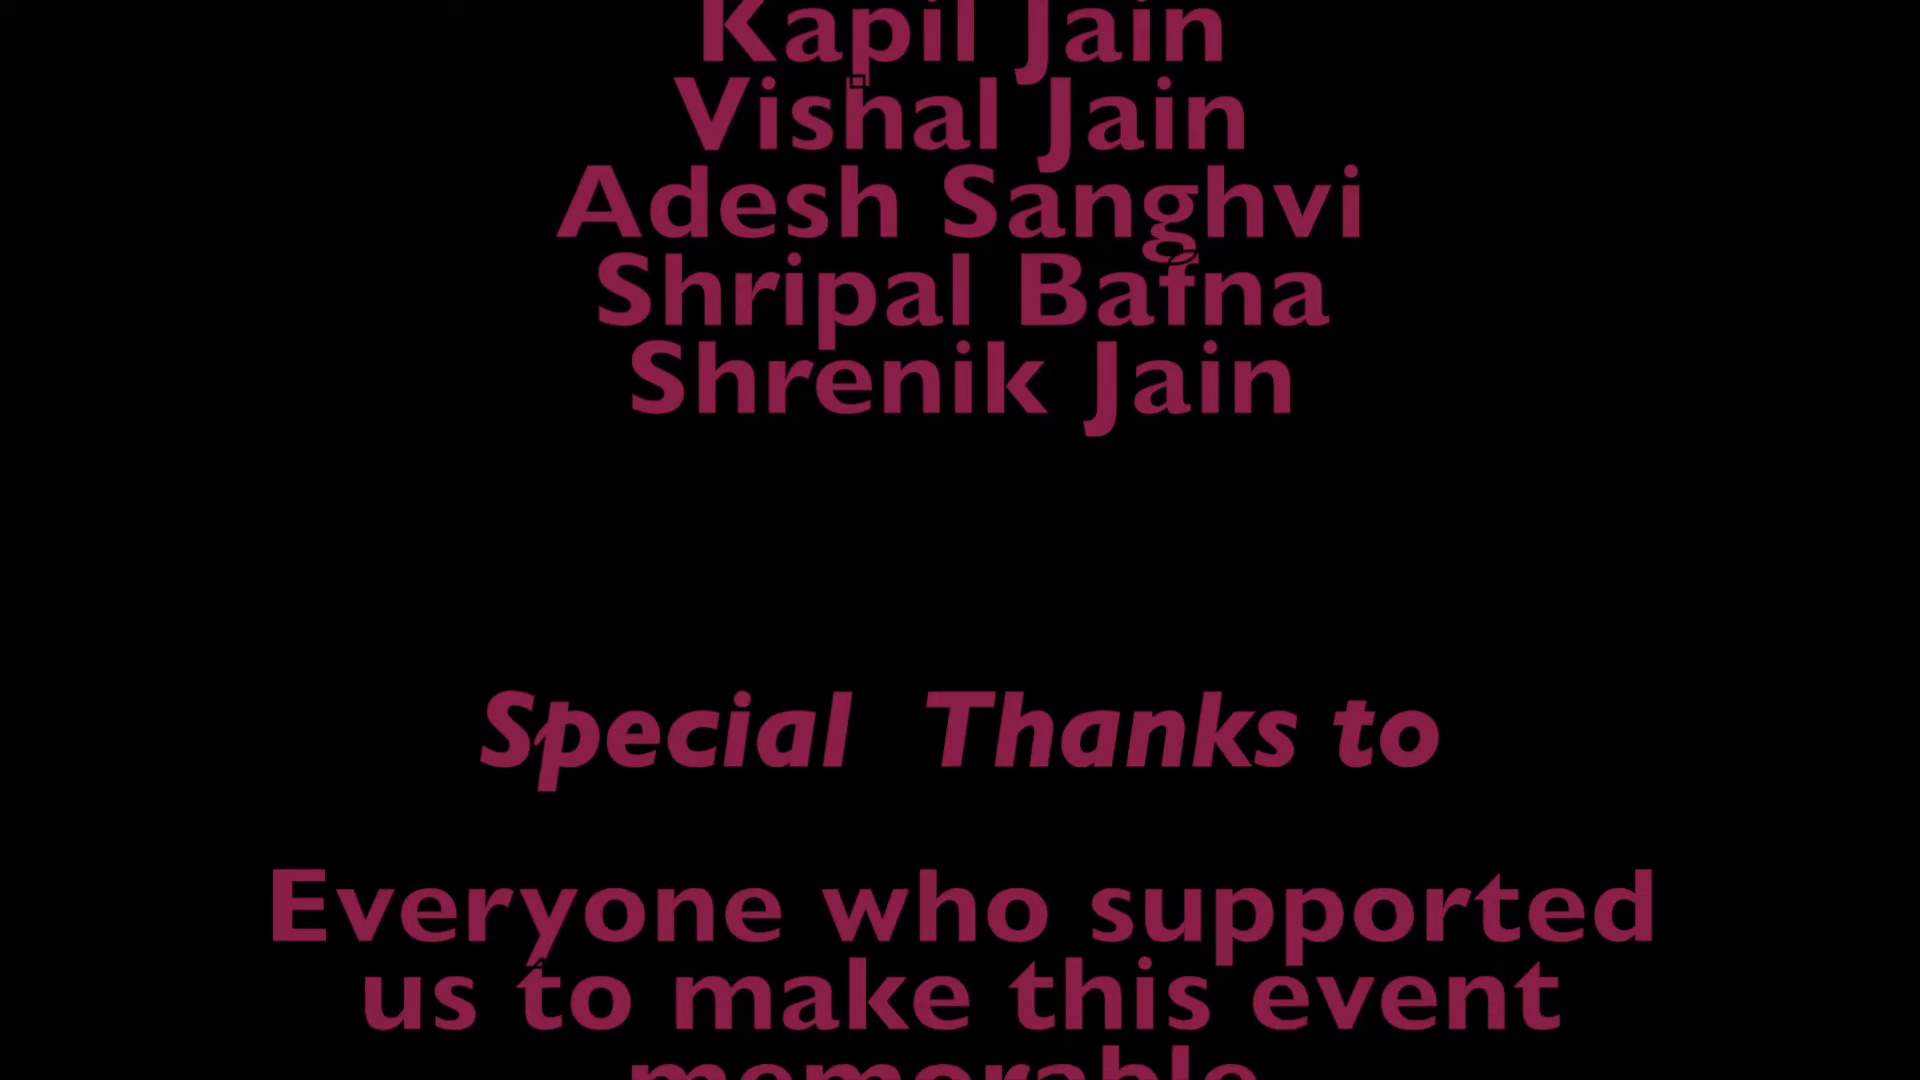 Kapil Jain
Vishal Jain
Adesh Sanghvi
Shripal Bafna
Shrenik Jain
Special Thanks to
Everyone who supported
us to make this event
memorable